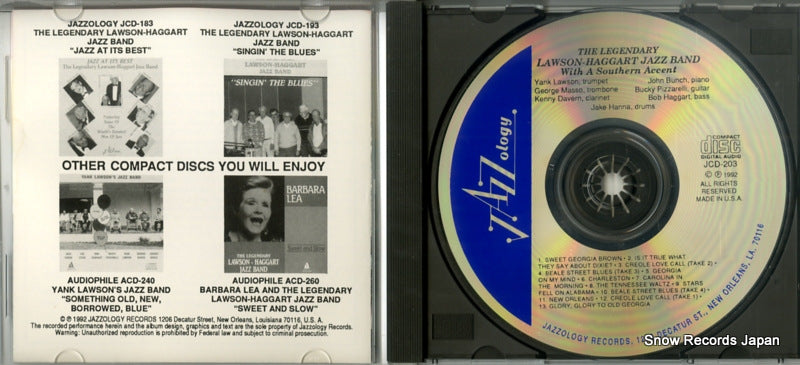 JAZZOLOGY JCD-183
THE LEGENDARY LAWSON-HAGGART
JAZZ BAND
"JAZZ AT ITS BEST"
JAZZOLOGY JCD-193
THE LEGENDARY LAWSON-HAGGART
JAZZ BAND
"SINGIN' THE BLUES"
JAZZ AT ITS BEST
The Legendary Lawson-Haggart Jazz Band
LAWSON-HAGGART
JAZZ BAND
"SINGIN' THE BLUES"
OTHER COMPACT DISCS YOU WILL ENJOY
YANK LAWSON'S JAZZ BAND
BARBARA
LEA
Sweet and Slow
THE LEGENDARY
LAWSON-HAGGART
JAZZ BAND
AUDIOPHILE ACD-240
YANK LAWSON'S JAZZ BAND
"SOMETHING OLD, NEW,
BORROWED, BLUE"
AUDIOPHILE ACD-260
BARBARA LEA AND THE LEGENDARY
LAWSON-HAGGART JAZZ BAND
"SWEET AND SLOW"
© ℗ 1992 JAZZOLOGY RECORDS 1206 Decatur Street, New Orleans, Louisiana 70116, U. S. A.
The recorded performance herein and the album design, graphics and text are the sole property of Jazzology Records.
Warning: Unauthorized reproduction is prohibited by Federal law and subject to criminal prosecution.
THE LEGENDARY
LAWSON-HAGGART JAZZ BAND
With A Southern Accent
Yank Lawson, trumpet
George Masso, trombone
Kenny Davern, clarinet
John Bunch, piano
Bucky Pizzarelli, guitar
Bob Haggart, bass
Jake Hanna, drums
JAZZology®
COMPACT
disc
DIGITAL AUDIO
JCD-203
© ℗ 1992
ALL RIGHTS
RESERVED
MADE IN U.S.A.
1. SWEET GEORGIA BROWN • 2. IS IT TRUE WHAT
THEY SAY ABOUT DIXIE? • 3. CREOLE LOVE CALL (TAKE 2) •
4. BEALE STREET BLUES (TAKE 3) • 5. GEORGIA
ON MY MIND • 6. CHARLESTON • 7. CAROLINA IN
THE MORNING • 8. THE TENNESSEE WALTZ • 9. STARS
FELL ON ALABAMA • 10. BEALE STREET BLUES (TAKE 4) •
11. NEW ORLEANS • 12. CREOLE LOVE CALL (TAKE 1) •
13. GLORY, GLORY TO OLD GEORGIA
JAZZOLOGY RECORDS, 1206 DECATUR ST., NEW ORLEANS, LA. 70116
Snow Records Japan